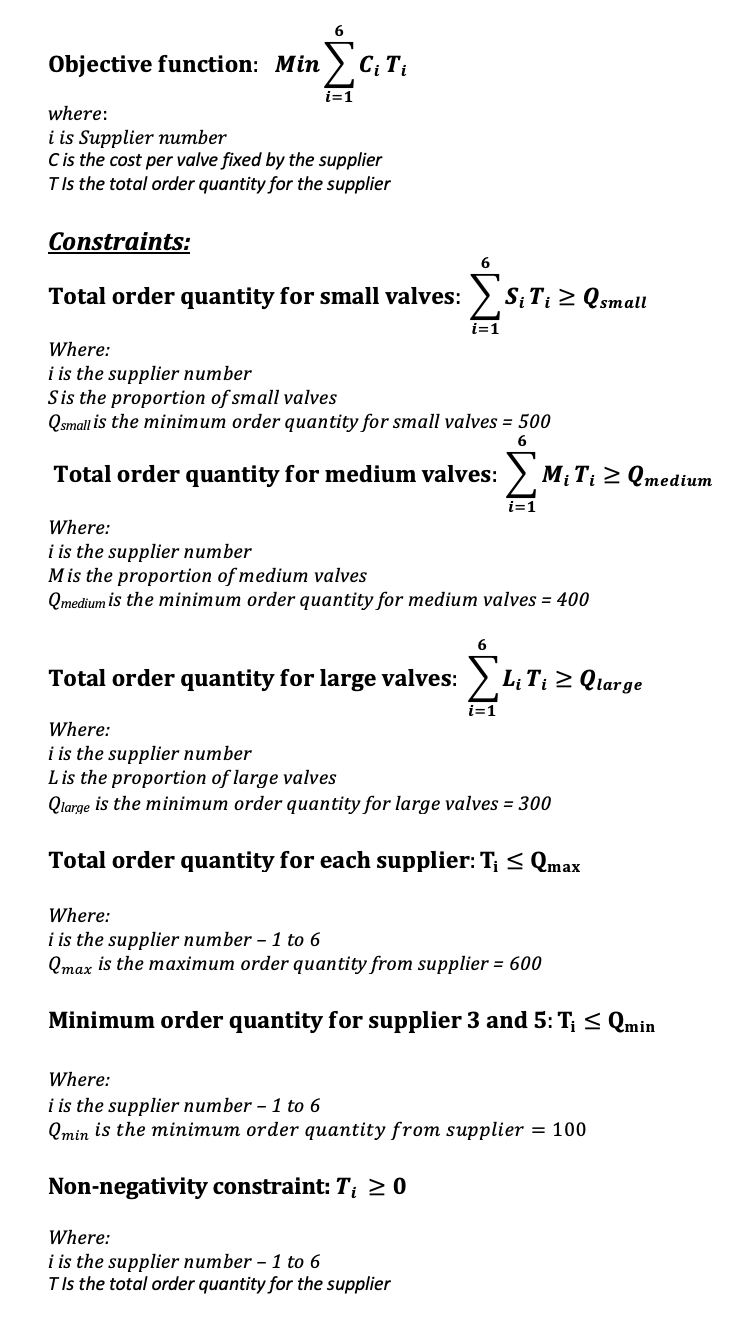 Objective function: Min ∑_{i=1}^{6} C_i T_i
where:
i is Supplier number
C is the cost per valve fixed by the supplier
T Is the total order quantity for the supplier
Constraints:
Total order quantity for small valves: ∑_{i=1}^{6} S_i T_i ≥ Q_small
Where:
i is the supplier number
S is the proportion of small valves
Q_small is the minimum order quantity for small valves = 500
Total order quantity for medium valves: ∑_{i=1}^{6} M_i T_i ≥ Q_medium
Where:
i is the supplier number
M is the proportion of medium valves
Q_medium is the minimum order quantity for medium valves = 400
Total order quantity for large valves: ∑_{i=1}^{6} L_i T_i ≥ Q_large
Where:
i is the supplier number
L is the proportion of large valves
Q_large is the minimum order quantity for large valves = 300
Total order quantity for each supplier: T_i ≤ Q_max
Where:
i is the supplier number – 1 to 6
Q_max is the maximum order quantity from supplier = 600
Minimum order quantity for supplier 3 and 5: T_i ≤ Q_min
Where:
i is the supplier number – 1 to 6
Q_min is the minimum order quantity from supplier = 100
Non-negativity constraint: T_i ≥ 0
Where:
i is the supplier number – 1 to 6
T Is the total order quantity for the supplier